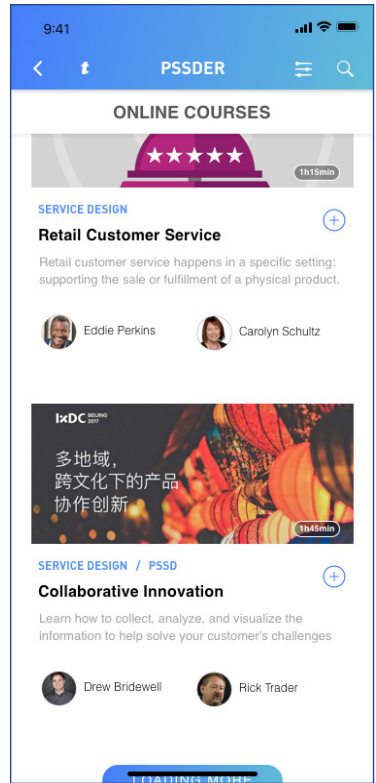 9:41
t PSSDER
ONLINE COURSES
1h15min
SERVICE DESIGN
Retail Customer Service
Retail customer service happens in a specific setting:
supporting the sale or fulfillment of a physical product.
Eddie Perkins Carolyn Schultz
IXDC BEIJING
2017
多地域，
跨文化下的产品
协作创新
1h45min
SERVICE DESIGN / PSSD
Collaborative Innovation
Learn how to collect, analyze, and visualize the
information to help solve your customer's challenges
Drew Bridewell Rick Trader
LOADING MORE